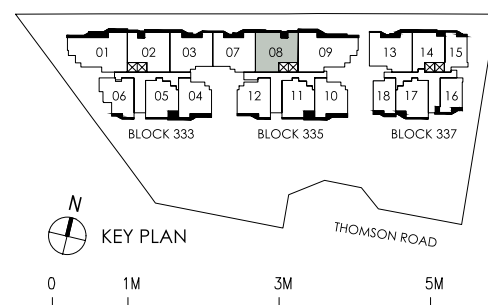 01 02 03 07 08 09 13 14 15
06 05 04 12 11 10 18 17 16
BLOCK 333 BLOCK 335 BLOCK 337
THOMSON ROAD
N
KEY PLAN
0 1M 3M 5M